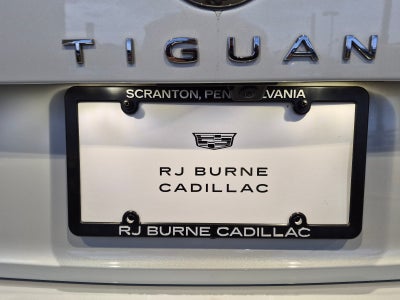 TIGUAN
SCRANTON, PENNSYLVANIA
RJ BURNE
CADILLAC
RJ BURNE CADILLAC